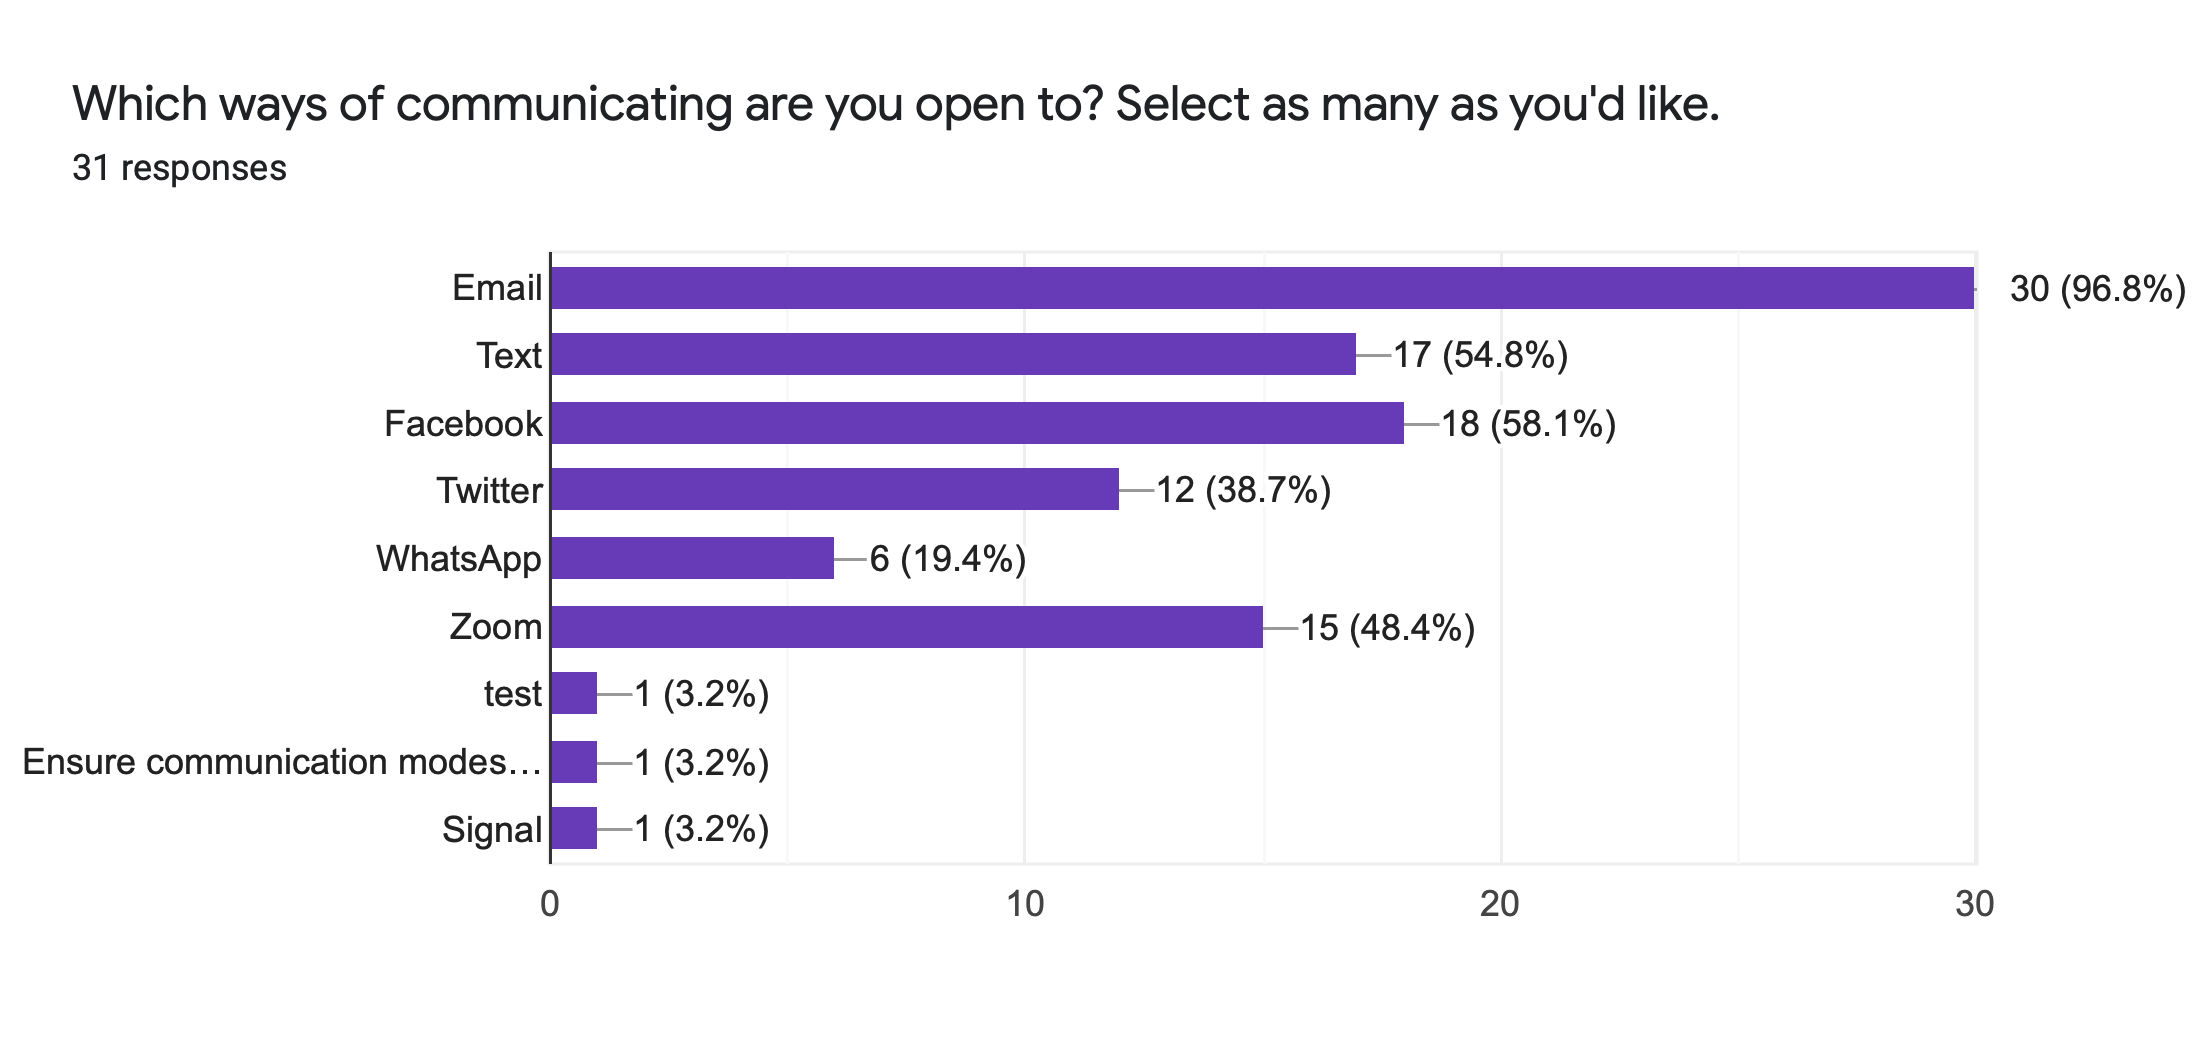 Which ways of communicating are you open to? Select as many as you'd like.
31 responses
Email 30 (96.8%)
Text 17 (54.8%)
Facebook 18 (58.1%)
Twitter 12 (38.7%)
WhatsApp 6 (19.4%)
Zoom 15 (48.4%)
test 1 (3.2%)
Ensure communication modes… 1 (3.2%)
Signal 1 (3.2%)
0 10 20 30